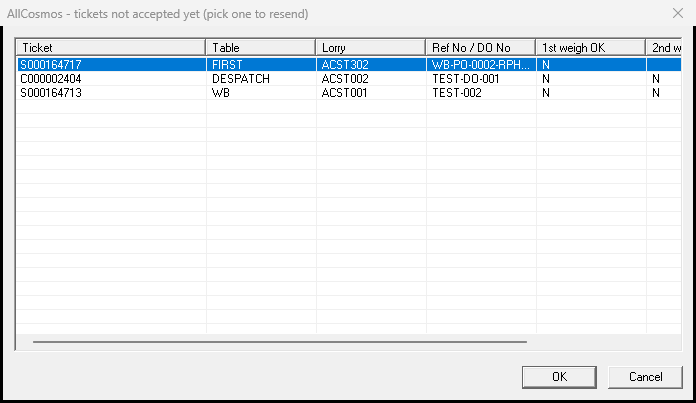 AllCosmos - tickets not accepted yet (pick one to resend)
Ticket Table Lorry Ref No / DO No 1st weigh OK 2nd w
S000164717 FIRST ACST302 WB-PO-0002-RPH... N
C000002404 DESPATCH ACST002 TEST-DO-001 N N
S000164713 WB ACST001 TEST-002 N N
OK Cancel